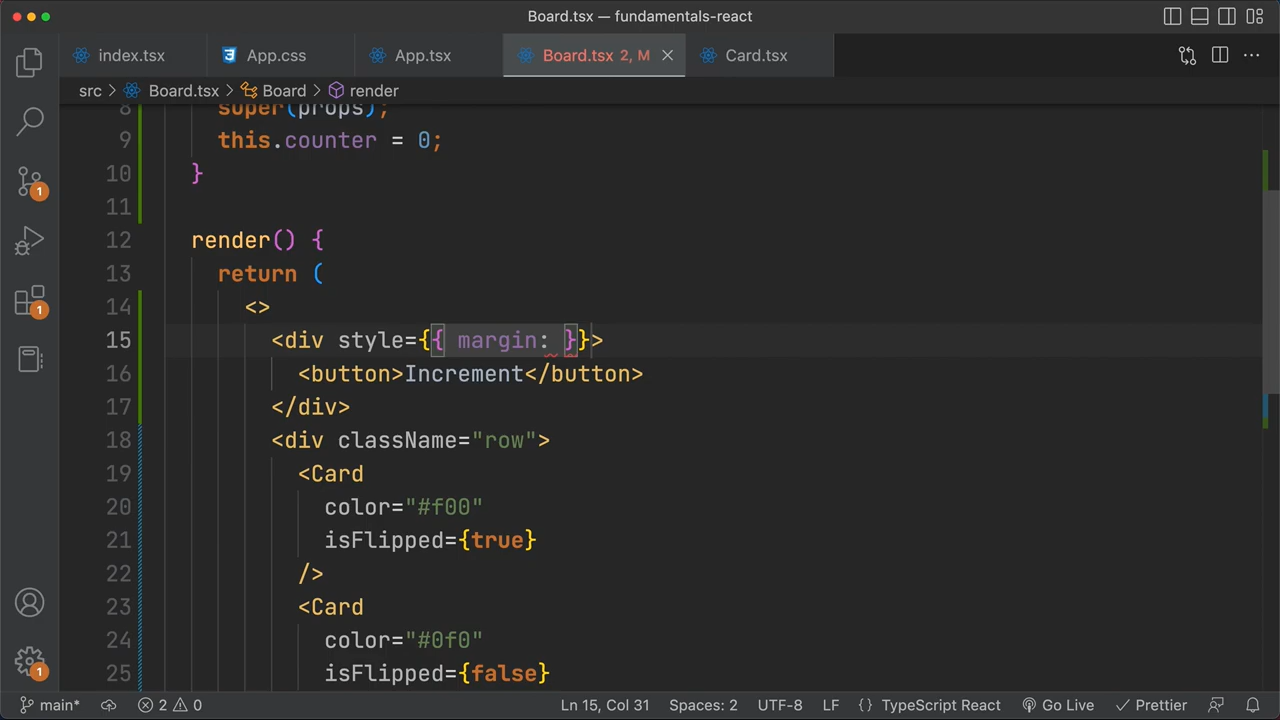 Board.tsx — fundamentals-react
index.tsx App.css App.tsx Board.tsx 2, M Card.tsx
src > Board.tsx > Board > render
8 super(props);
9 this.counter = 0;
10 }
11
12 render() {
13 return (
14 <>
15 <div style={{ margin: }}>
16 <button>Increment</button>
17 </div>
18 <div className="row">
19 <Card
20 color="#f00"
21 isFlipped={true}
22 />
23 <Card
24 color="#0f0"
25 isFlipped={false}
1
1
1
main* 2 0 Ln 15, Col 31 Spaces: 2 UTF-8 LF {} TypeScript React Go Live Prettier